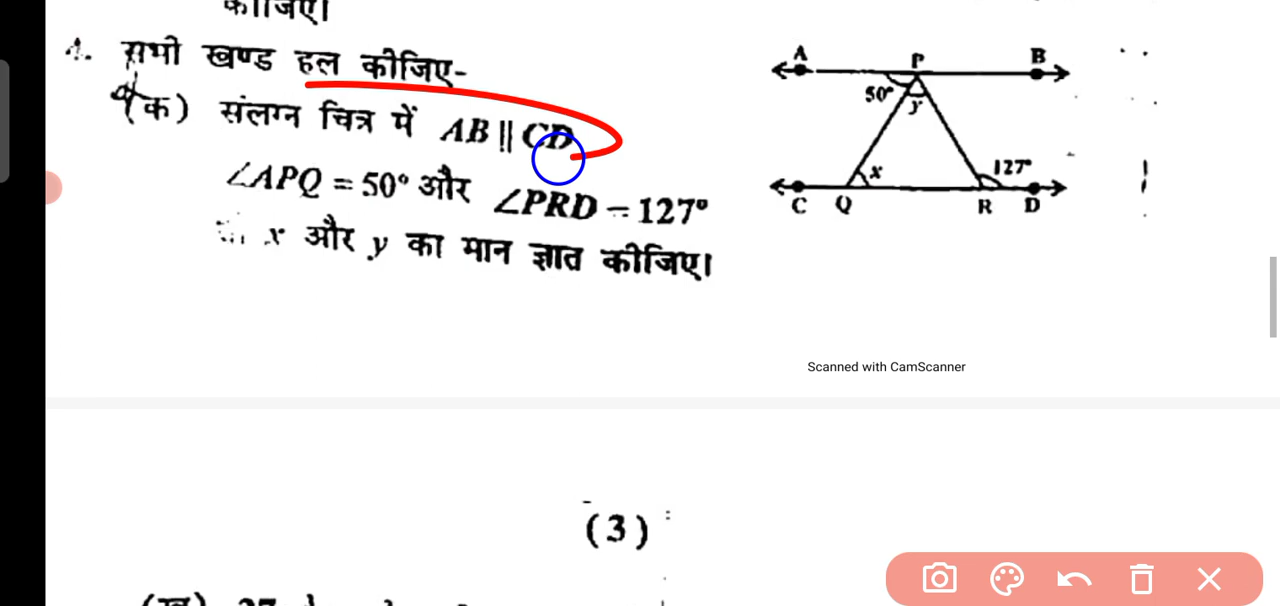 कीजिए।
4. सभी खण्ड हल कीजिए-
(क) संलग्न चित्र में AB || CD
∠APQ = 50° और ∠PRD = 127°
x और y का मान ज्ञात कीजिए।
A P B
50° y
x 127°
C Q R D
Scanned with CamScanner
(3)